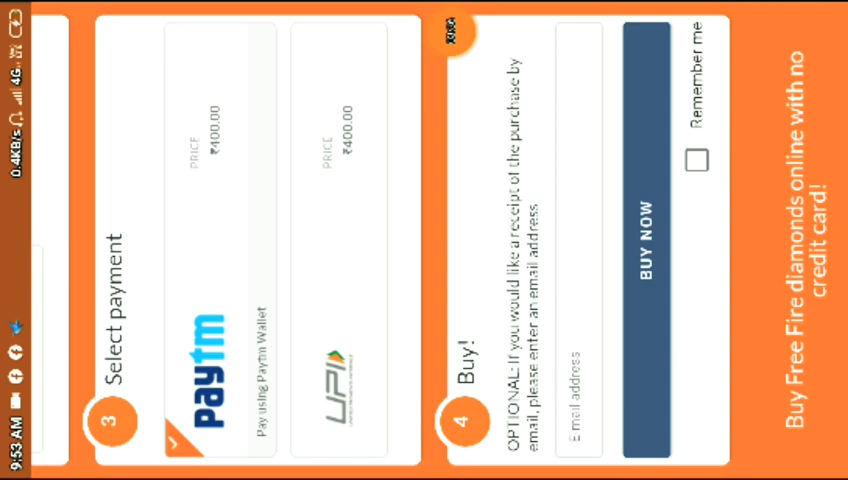 9:53 AM
0.4KB/s
4G
3
Select payment
paytm
PRICE
₹400.00
Pay using Paytm Wallet
UPI
PRICE
₹400.00
4
Buy!
OPTIONAL: If you would like a receipt of the purchase by
email, please enter an email address
E-mail address
BUY NOW
Remember me
Buy Free Fire diamonds online with no
credit card!